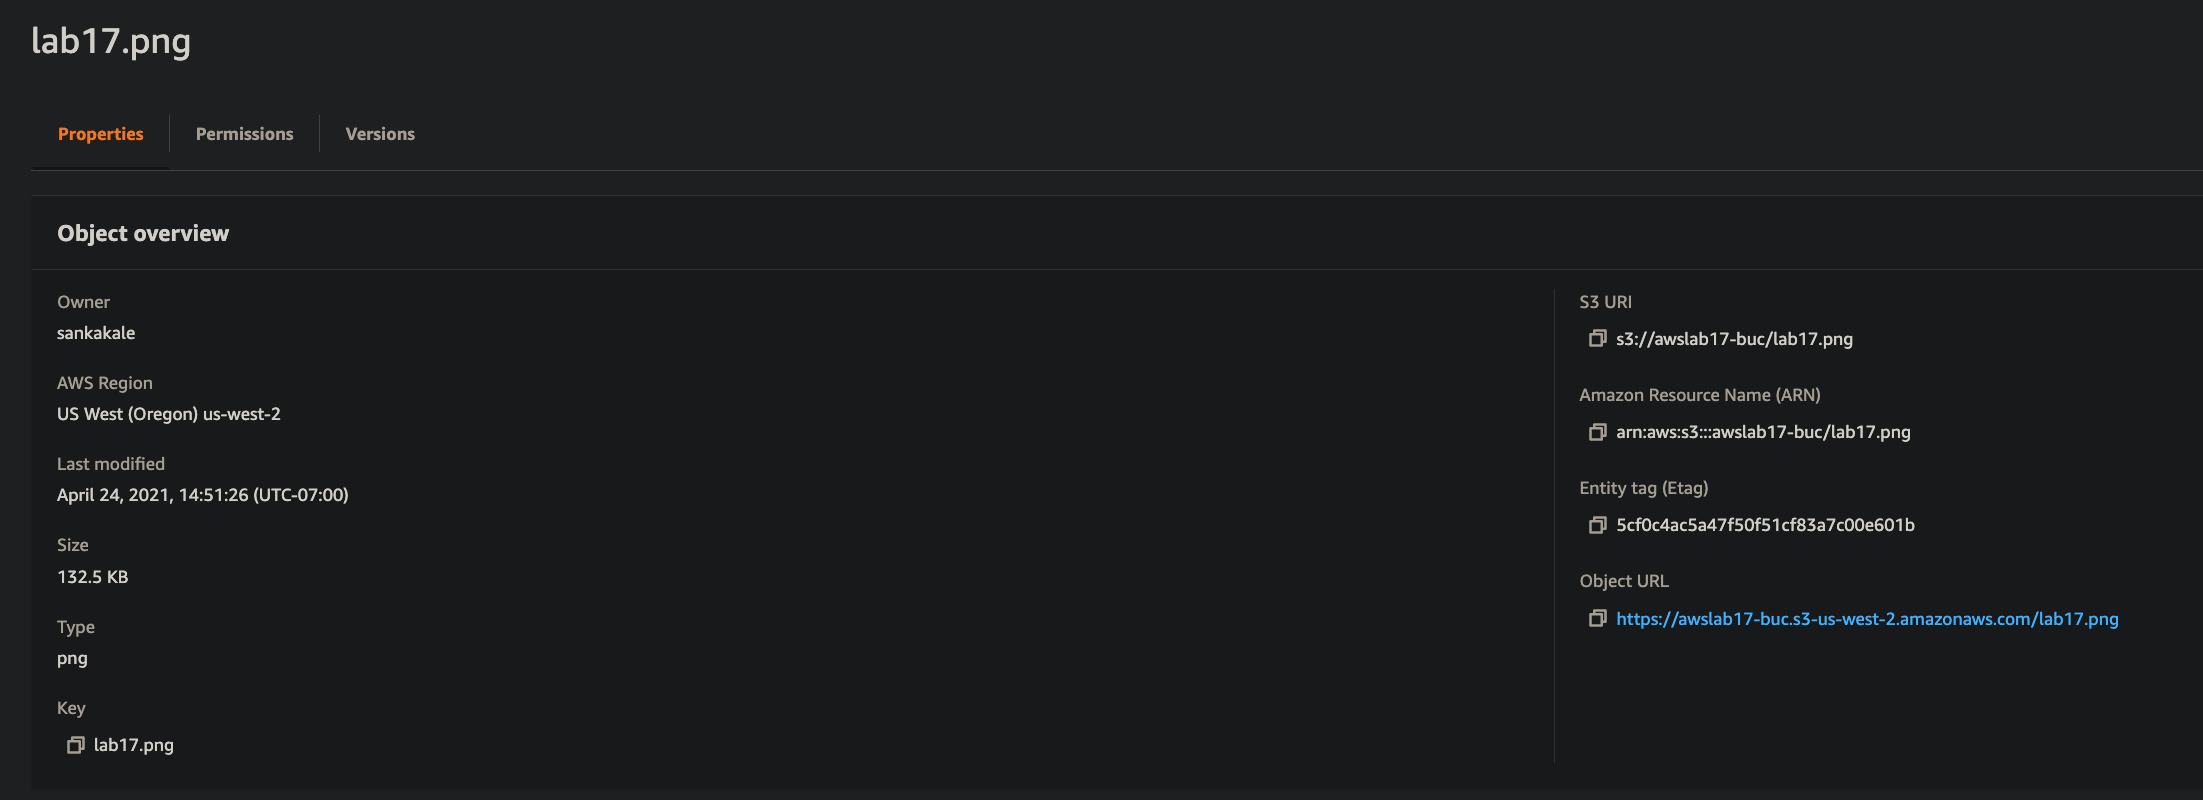 lab17.png
Properties
Permissions
Versions
Object overview
Owner
sankakale
AWS Region
US West (Oregon) us-west-2
Last modified
April 24, 2021, 14:51:26 (UTC-07:00)
Size
132.5 KB
Type
png
Key
lab17.png
S3 URI
s3://awslab17-buc/lab17.png
Amazon Resource Name (ARN)
arn:aws:s3:::awslab17-buc/lab17.png
Entity tag (Etag)
5cf0c4ac5a47f50f51cf83a7c00e601b
Object URL
https://awslab17-buc.s3-us-west-2.amazonaws.com/lab17.png